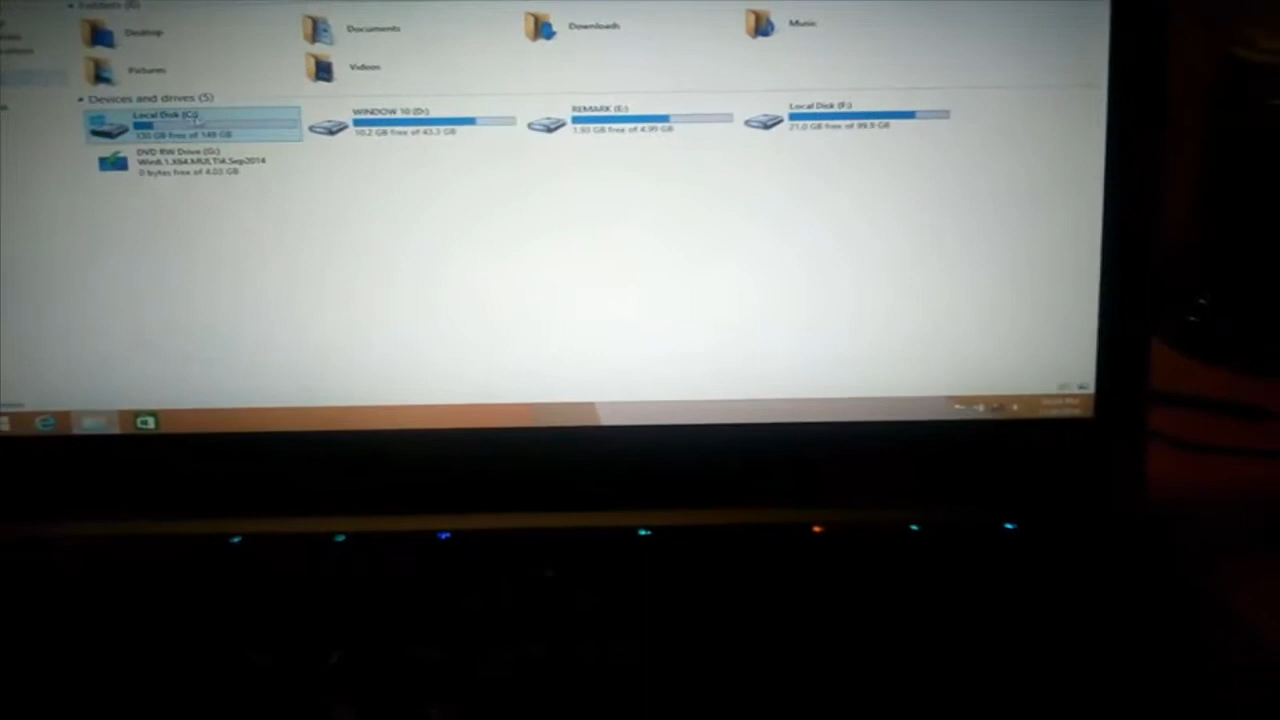 Folders (6)
Desktop
Documents
Downloads
Music
Pictures
Videos
Devices and drives (5)
Local Disk (C:)
130 GB free of 149 GB
WINDOW 10 (D:)
10.2 GB free of 43.3 GB
REMARK (E:)
1.93 GB free of 4.99 GB
Local Disk (F:)
21.0 GB free of 99.9 GB
DVD RW Drive (G:)
Win8.1.X64.MULTi4.Sep2014
0 bytes free of 4.03 GB